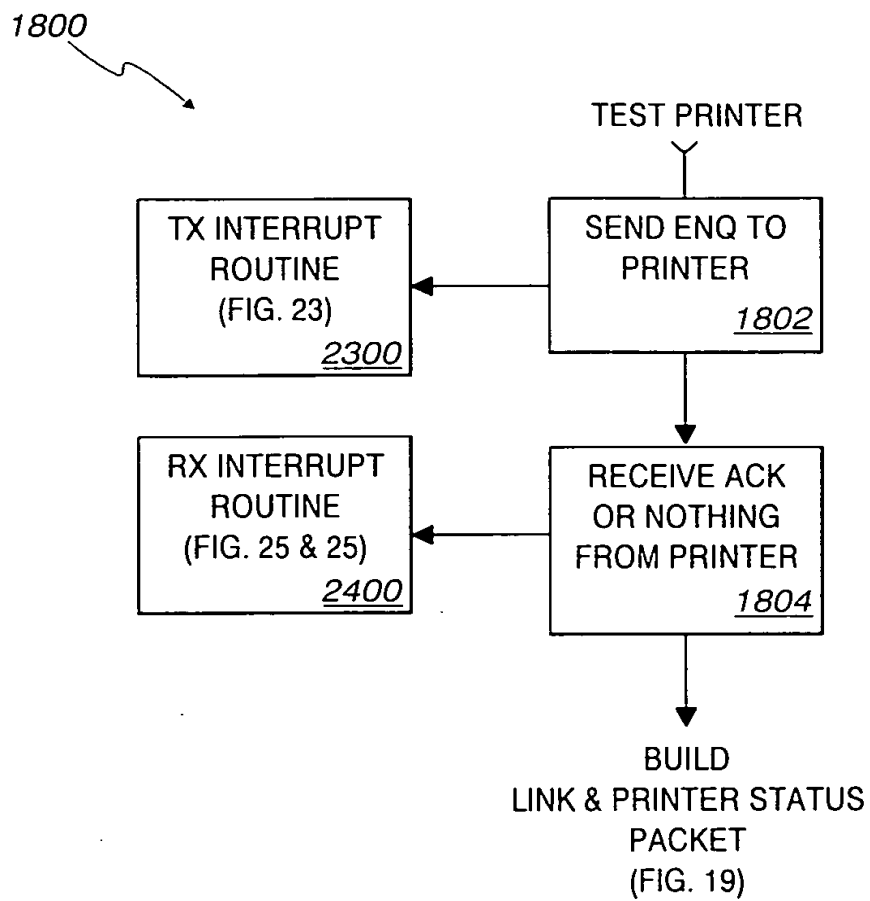 1800
TEST PRINTER
TX INTERRUPT
ROUTINE
(FIG. 23)
2300
SEND ENQ TO
PRINTER
1802
RX INTERRUPT
ROUTINE
(FIG. 25 & 25)
2400
RECEIVE ACK
OR NOTHING
FROM PRINTER
1804
BUILD
LINK & PRINTER STATUS
PACKET
(FIG. 19)